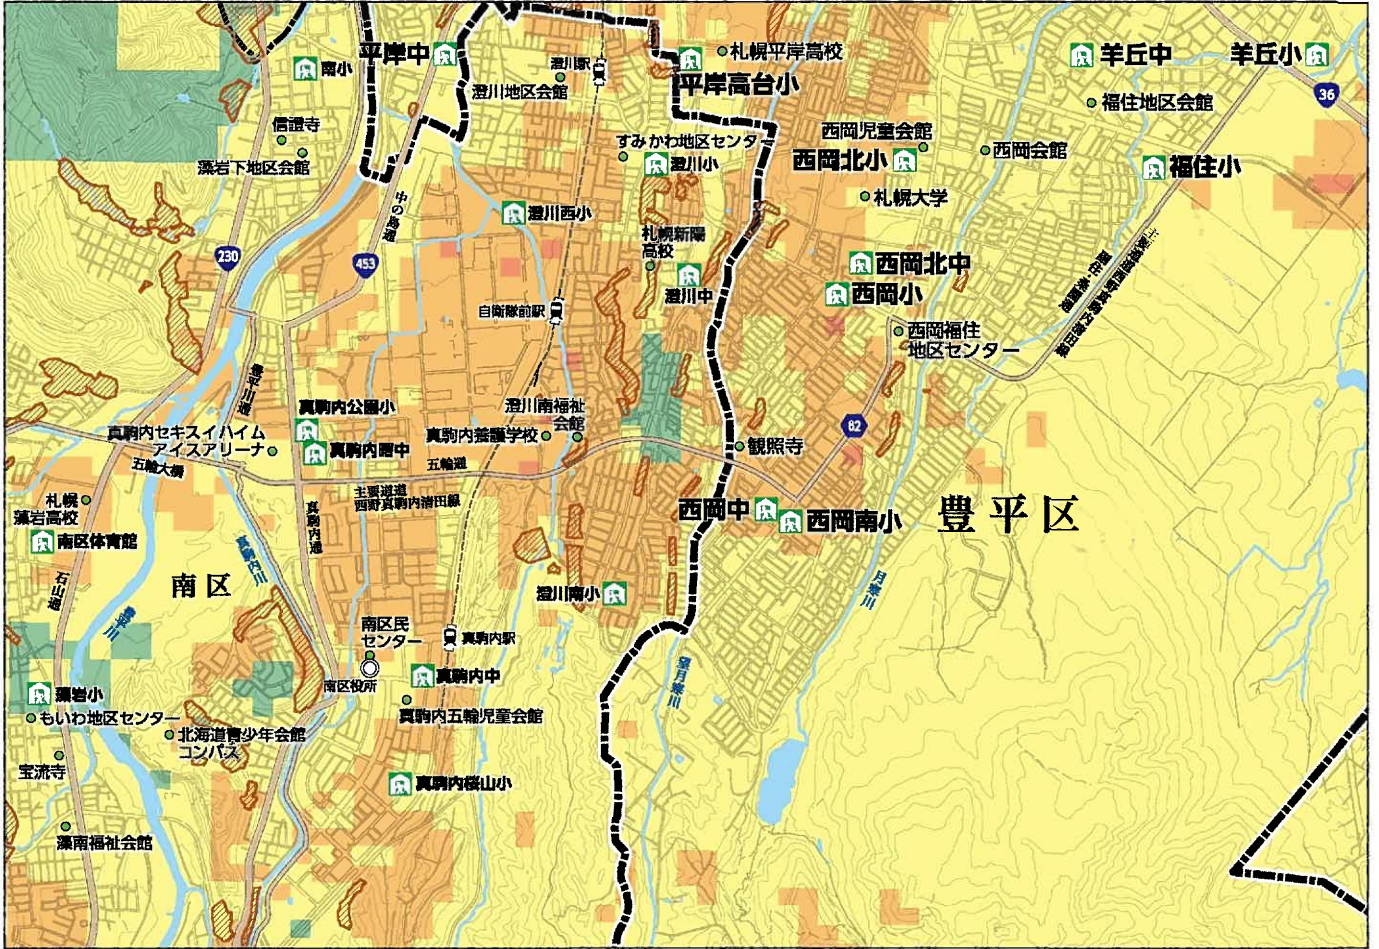 平岸中
南小
澄川駅
札幌平岸高校
羊丘中
羊丘小
澄川地区会館
平岸高台小
36
福住地区会館
信證寺
藻岩下地区会館
すみかわ地区センター
澄川小
西岡児童会館
西岡北小
西岡会館
福住小
札幌大学
中の島通
澄川西小
札幌新陽
高校
230
453
澄川中
西岡北中
西岡小
自衛隊前駅
西岡福住
地区センター
豊平川通
真駒内公園小
澄川南福祉
会館
真駒内セキスイハイム
アイスアリーナ
真駒内曙中
真駒内養護学校
82
観照寺
五輪大橋
五輪通
主要道道
西野真駒内清田線
札幌
藻岩高校
真駒内通
西岡中
西岡南小
豊平区
南区体育館
真駒内川
石山通
南区
澄川南小
月寒川
豊平川
南区民
センター
真駒内駅
望月寒川
南区役所
真駒内中
藻岩小
もいわ地区センター
真駒内五輪児童会館
北海道青少年会館
コンパス
宝流寺
真駒内桜山小
藻南福祉会館